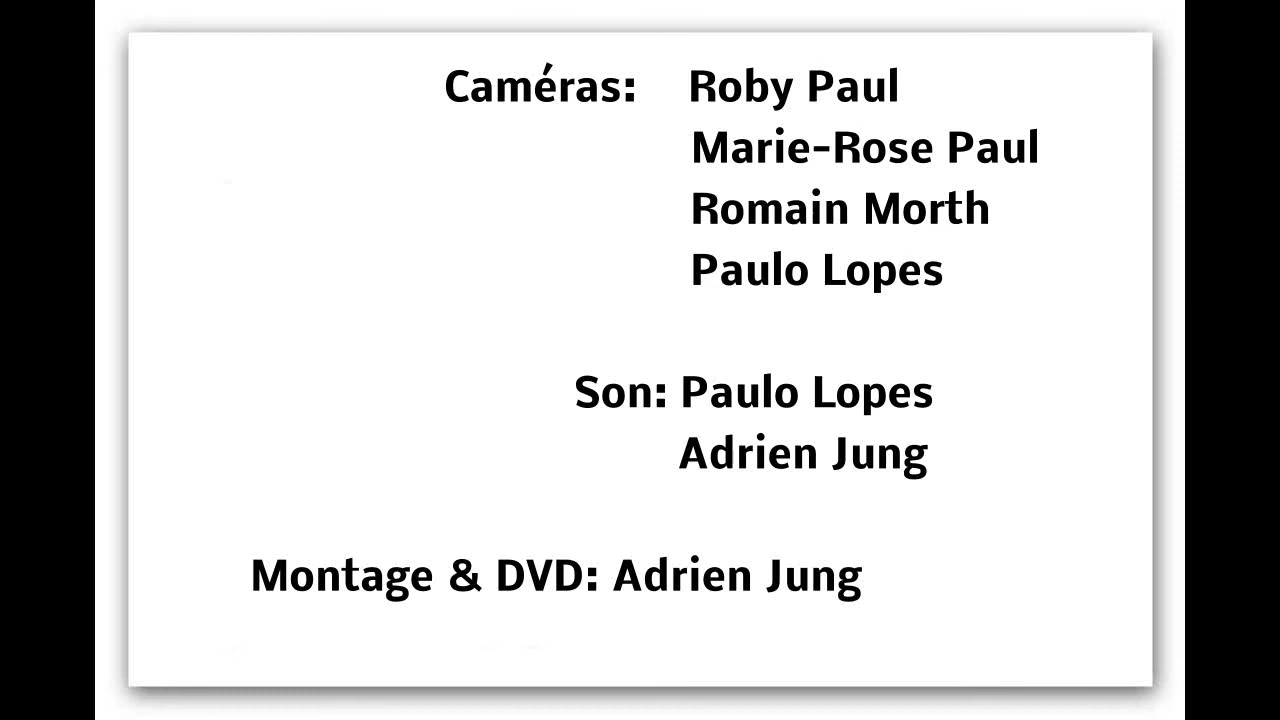 Caméras: Roby Paul
Marie-Rose Paul
Romain Morth
Paulo Lopes
Son: Paulo Lopes
Adrien Jung
Montage & DVD: Adrien Jung